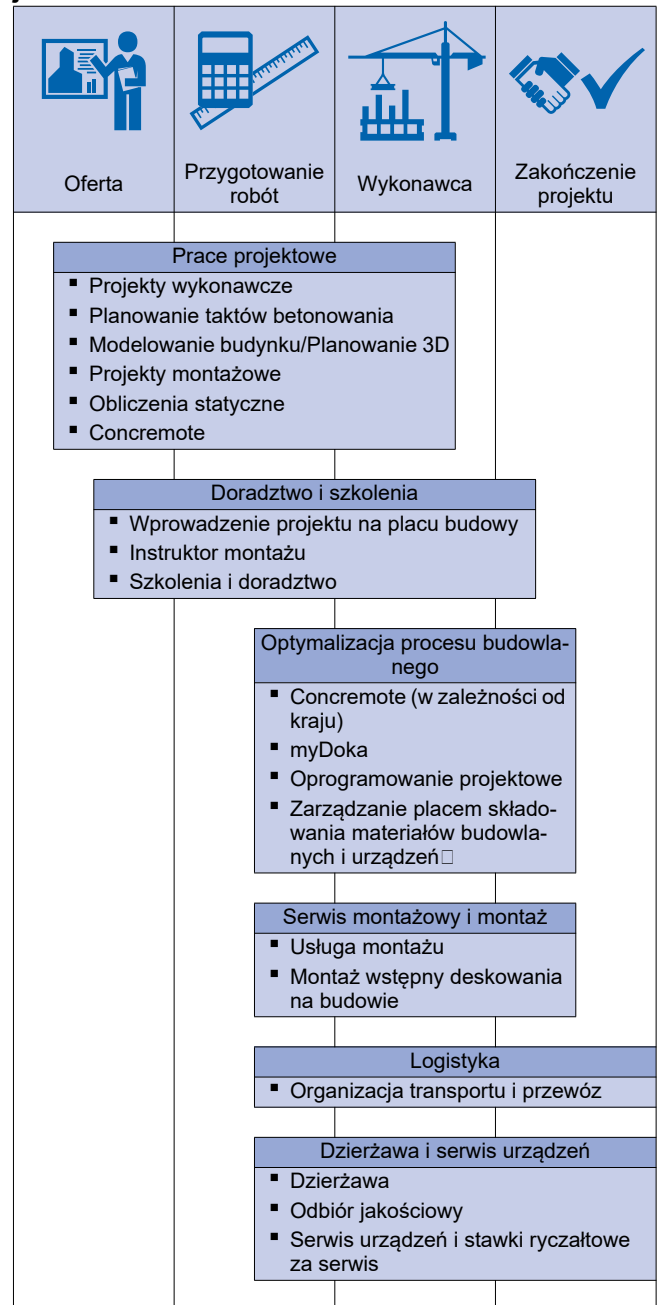 Oferta
Przygotowanie
robót
Wykonawca
Zakończenie
projektu
Prace projektowe
▪ Projekty wykonawcze
▪ Planowanie taktów betonowania
▪ Modelowanie budynku/Planowanie 3D
▪ Projekty montażowe
▪ Obliczenia statyczne
▪ Concremote
Doradztwo i szkolenia
▪ Wprowadzenie projektu na placu budowy
▪ Instruktor montażu
▪ Szkolenia i doradztwo
Optymalizacja procesu budowla-
nego
▪ Concremote (w zależności od
kraju)
▪ myDoka
▪ Oprogramowanie projektowe
▪ Zarządzanie placem składo-
wania materiałów budowla-
nych i urządzeń□
Serwis montażowy i montaż
▪ Usługa montażu
▪ Montaż wstępny deskowania
na budowie
Logistyka
▪ Organizacja transportu i przewóz
Dzierżawa i serwis urządzeń
▪ Dzierżawa
▪ Odbiór jakościowy
▪ Serwis urządzeń i stawki ryczałtowe
za serwis